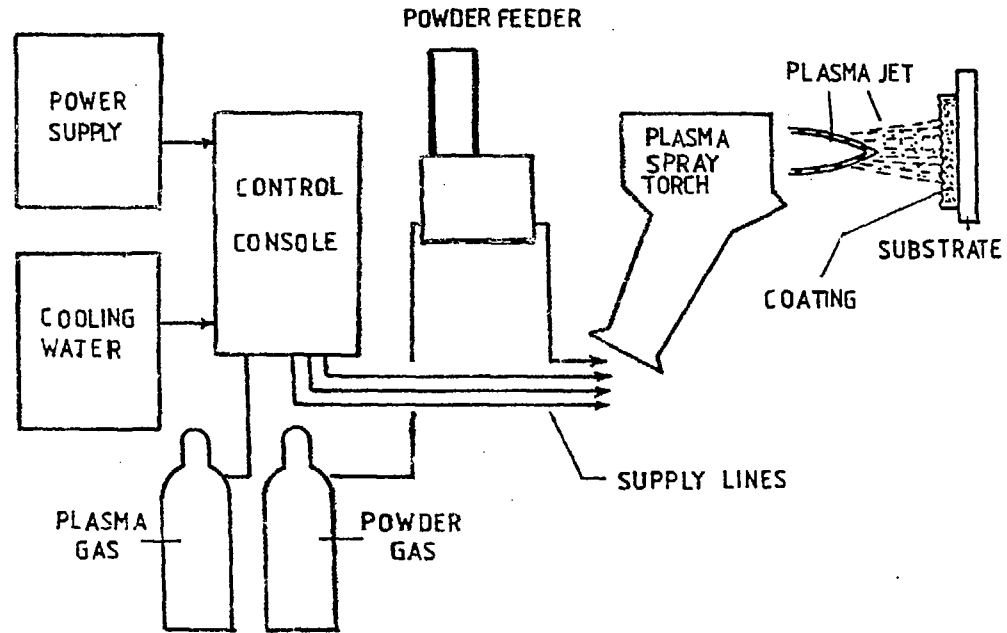 POWDER FEEDER
POWER
SUPPLY
CONTROL
CONSOLE
PLASMA
SPRAY
TORCH
PLASMA JET
SUBSTRATE
COATING
COOLING
WATER
SUPPLY LINES
PLASMA
GAS
POWDER
GAS